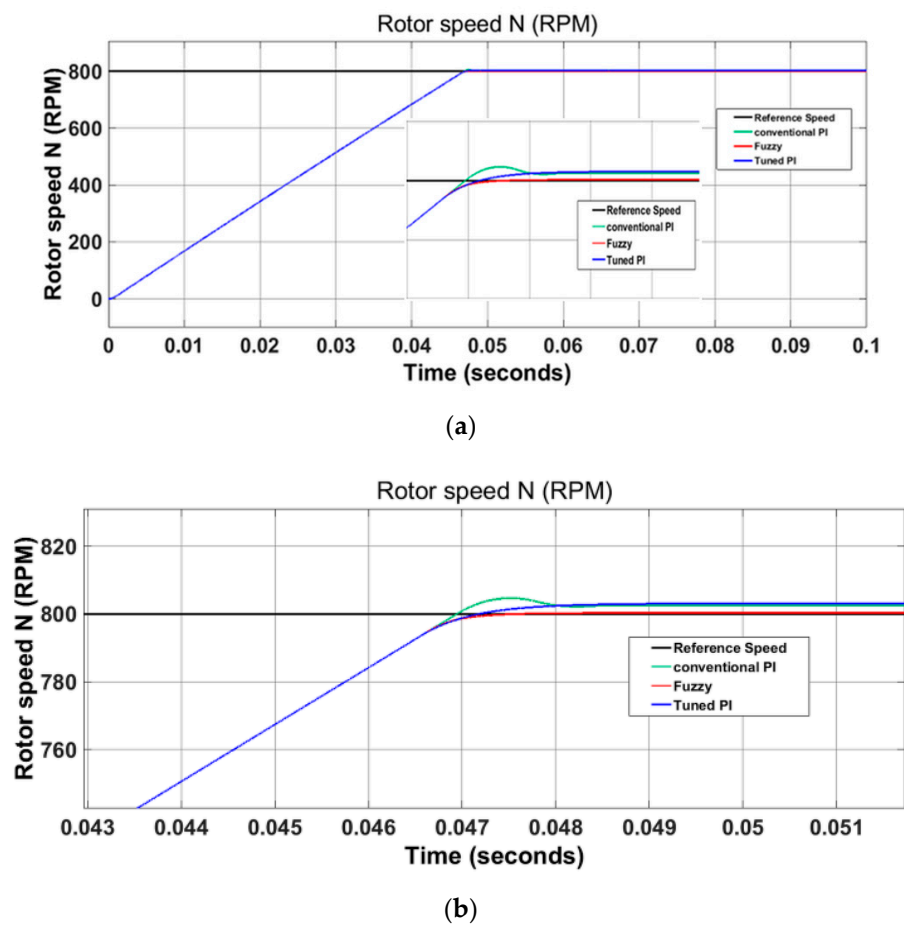 Rotor speed N (RPM)
Rotor speed N (RPM)
800
600
400
200
0
Reference Speed
conventional PI
Fuzzy
Tuned PI
Reference Speed
conventional PI
Fuzzy
Tuned PI
0 0.01 0.02 0.03 0.04 0.05 0.06 0.07 0.08 0.09 0.1
Time (seconds)
(a)
Rotor speed N (RPM)
Rotor speed N (RPM)
820
800
780
760
Reference Speed
conventional PI
Fuzzy
Tuned PI
0.043 0.044 0.045 0.046 0.047 0.048 0.049 0.05 0.051
Time (seconds)
(b)